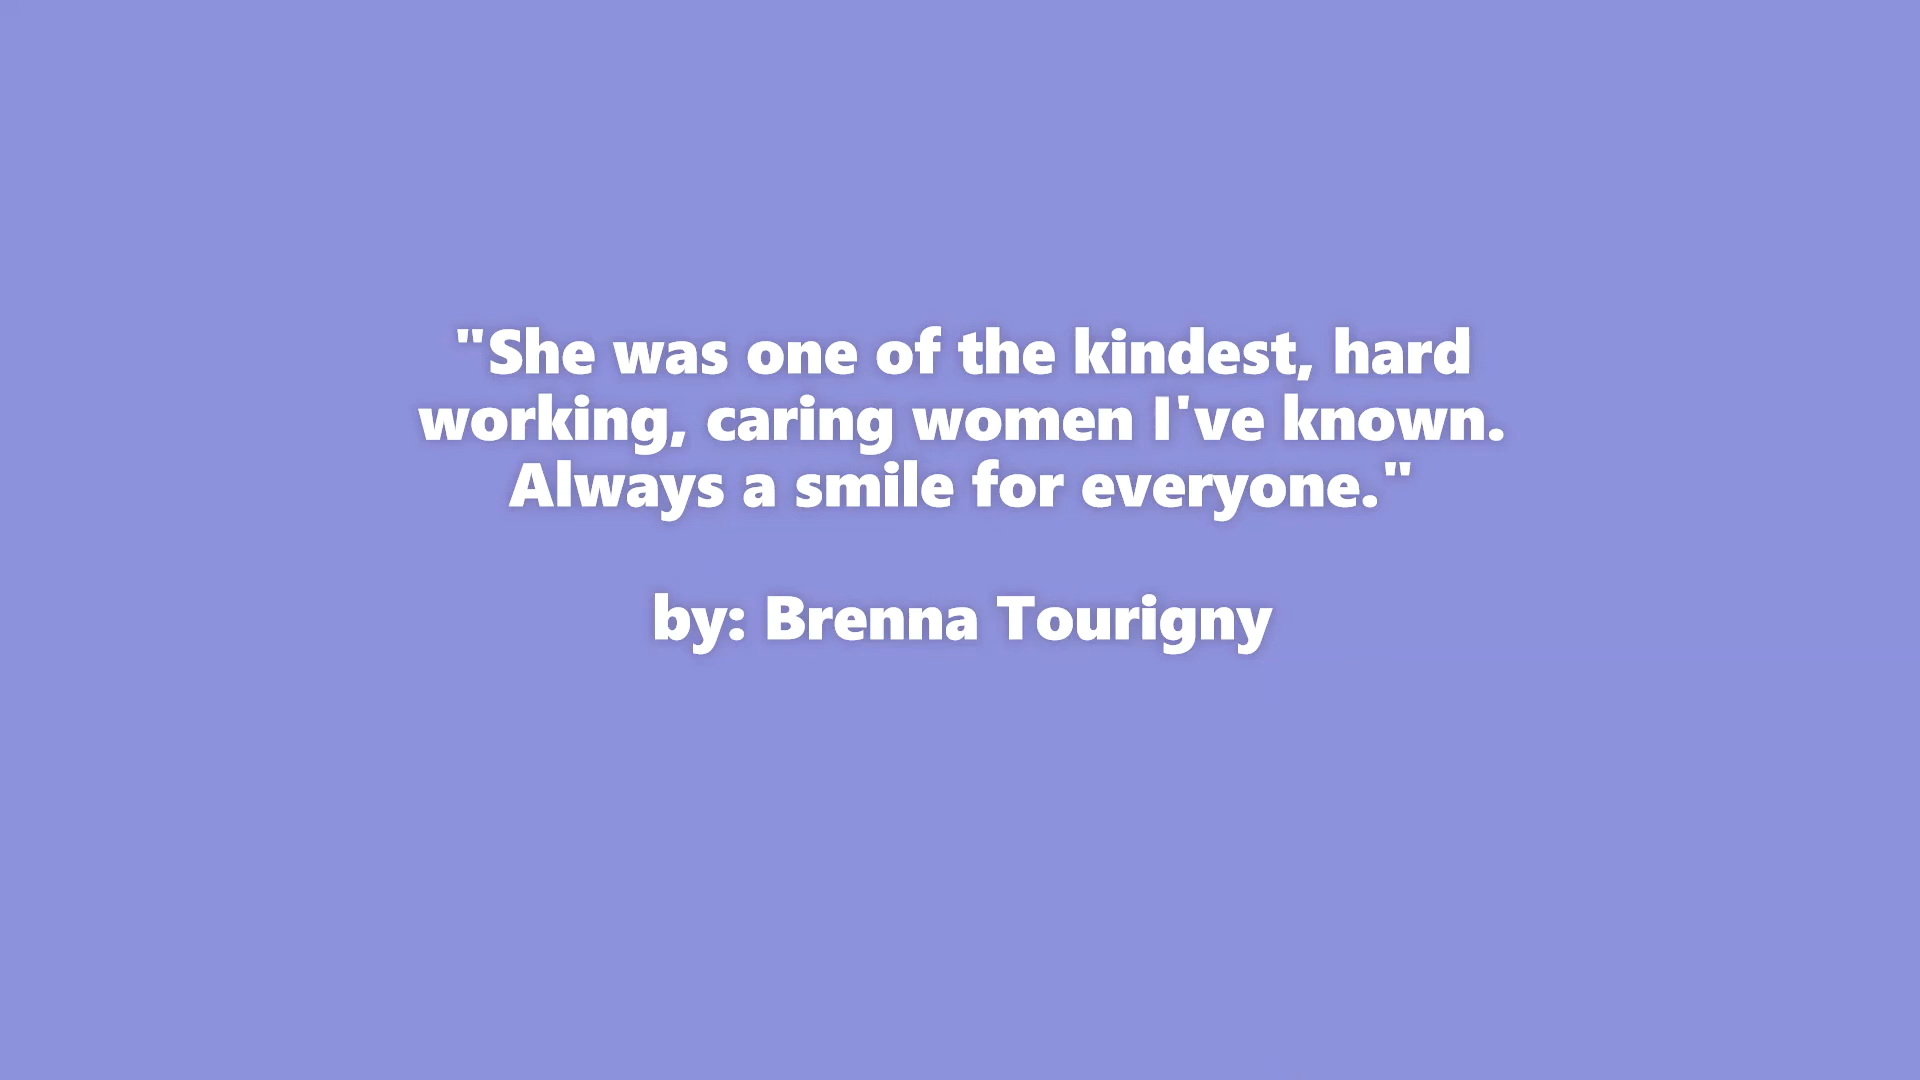 "She was one of the kindest, hard
working, caring women I've known.
Always a smile for everyone."
by: Brenna Tourigny